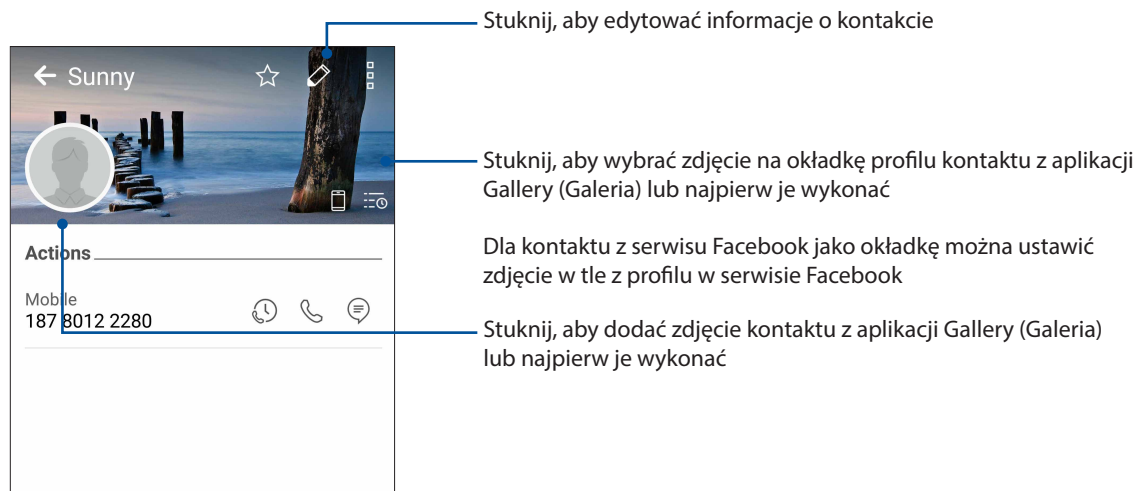 Stuknij, aby edytować informacje o kontakcie
Sunny
Stuknij, aby wybrać zdjęcie na okładkę profilu kontaktu z aplikacji
Gallery (Galeria) lub najpierw je wykonać
Dla kontaktu z serwisu Facebook jako okładkę można ustawić
zdjęcie w tle z profilu w serwisie Facebook
Actions
Mobile
187 8012 2280
Stuknij, aby dodać zdjęcie kontaktu z aplikacji Gallery (Galeria)
lub najpierw je wykonać